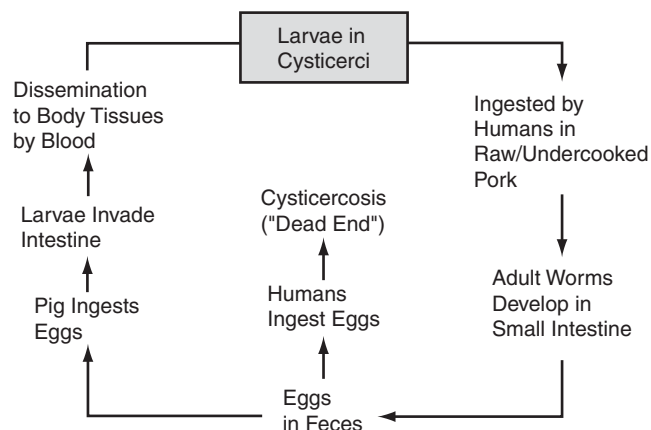 Larvae in
Cysticerci
Ingested by
Humans in
Raw/Undercooked
Pork
Adult Worms
Develop in
Small Intestine
Eggs
in Feces
Humans
Ingest Eggs
Cysticercosis
("Dead End")
Pig Ingests
Eggs
Larvae Invade
Intestine
Dissemination
to Body Tissues
by Blood